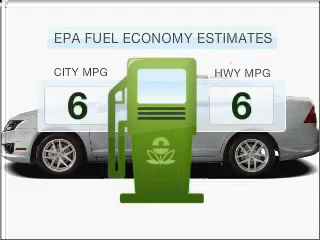 EPA FUEL ECONOMY ESTIMATES
CITY MPG
HWY MPG
6
6